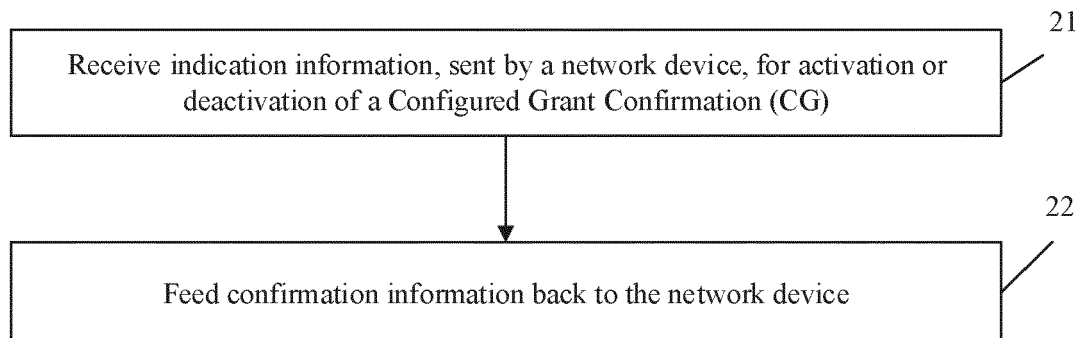 21
Receive indication information, sent by a network device, for activation or
deactivation of a Configured Grant Confirmation (CG)
22
Feed confirmation information back to the network device